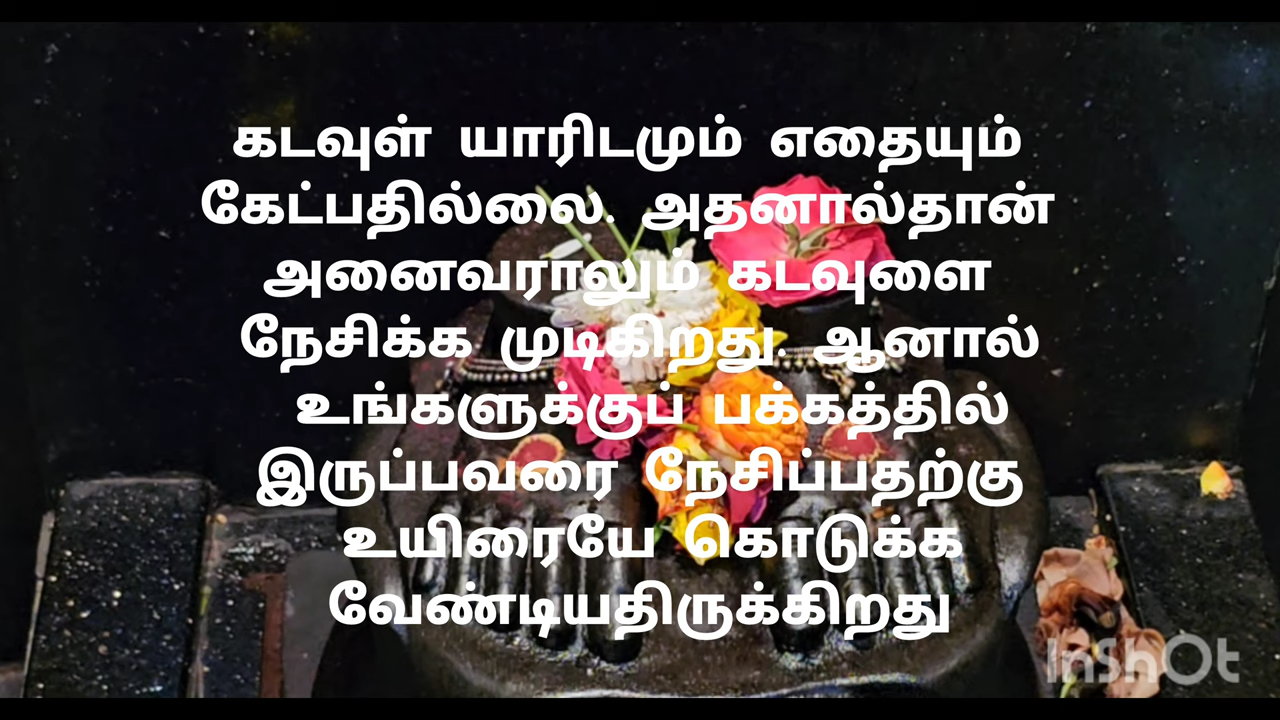 கடவுள் யாரிடமும் எதையும்
கேட்பதில்லை. அதனால்தான்
அனைவராலும் கடவுளை
நேசிக்க முடிகிறது. ஆனால்
உங்களுக்குப் பக்கத்தில்
இருப்பவரை நேசிப்பதற்கு
உயிரையே கொடுக்க
வேண்டியதிருக்கிறது
InShOt